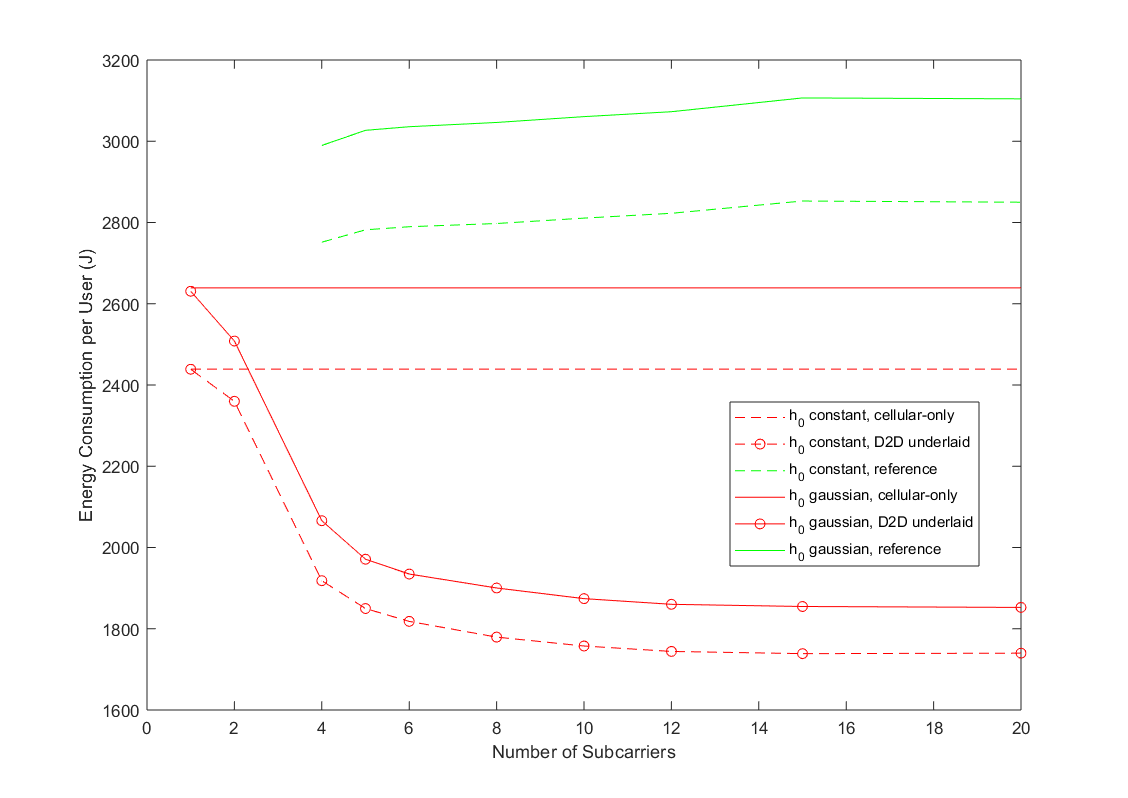 3200
3000
2800
2600
2400
2200
2000
1800
1600
Energy Consumption per User (J)
h0 constant, cellular-only
h0 constant, D2D underlaid
h0 constant, reference
h0 gaussian, cellular-only
h0 gaussian, D2D underlaid
h0 gaussian, reference
0 2 4 6 8 10 12 14 16 18 20
Number of Subcarriers